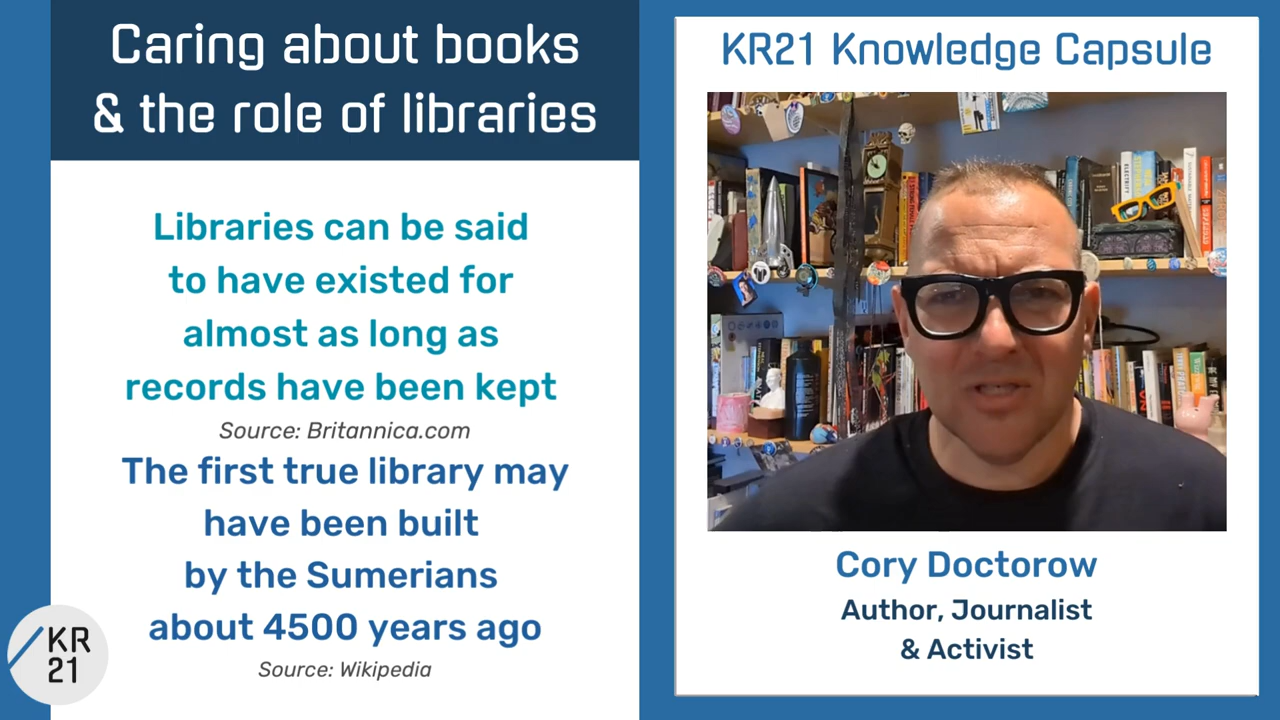 Caring about books
& the role of libraries
Libraries can be said
to have existed for
almost as long as
records have been kept
Source: Britannica.com
The first true library may
have been built
by the Sumerians
about 4500 years ago
Source: Wikipedia
KR
21
KR21 Knowledge Capsule
Cory Doctorow
Author, Journalist
& Activist